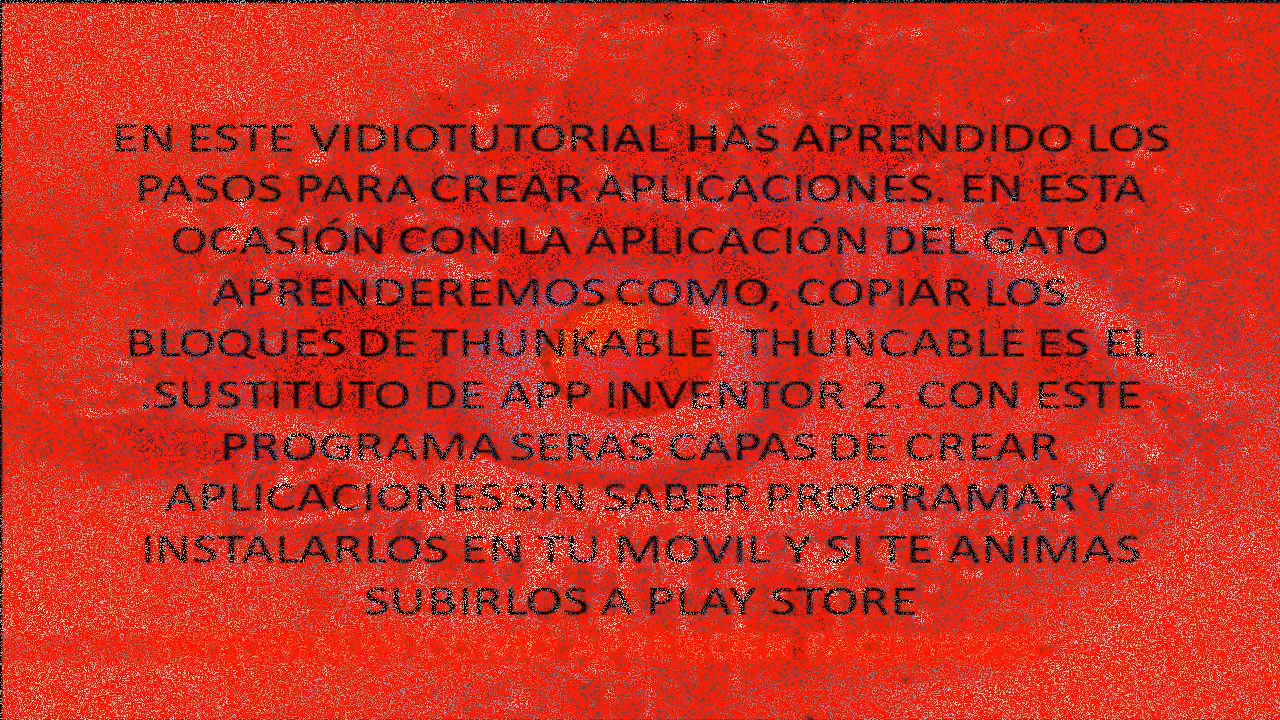 EN ESTE VIDIOTUTORIAL HAS APRENDIDO LOS
PASOS PARA CREAR APLICACIONES. EN ESTA
OCASIÓN CON LA APLICACIÓN DEL GATO
APRENDEREMOS COMO, COPIAR LOS
BLOQUES DE THUNKABLE. THUNCABLE ES EL
.SUSTITUTO DE APP INVENTOR 2. CON ESTE
PROGRAMA SERAS CAPAS DE CREAR
APLICACIONES SIN SABER PROGRAMAR Y
INSTALARLOS EN TU MOVIL Y SI TE ANIMAS
SUBIRLOS A PLAY STORE